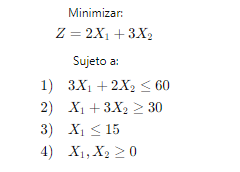 Minimizar:
Z = 2X₁ + 3X₂
Sujeto a:
1) 3X₁ + 2X₂ ≤ 60
2) X₁ + 3X₂ ≥ 30
3) X₁ ≤ 15
4) X₁, X₂ ≥ 0